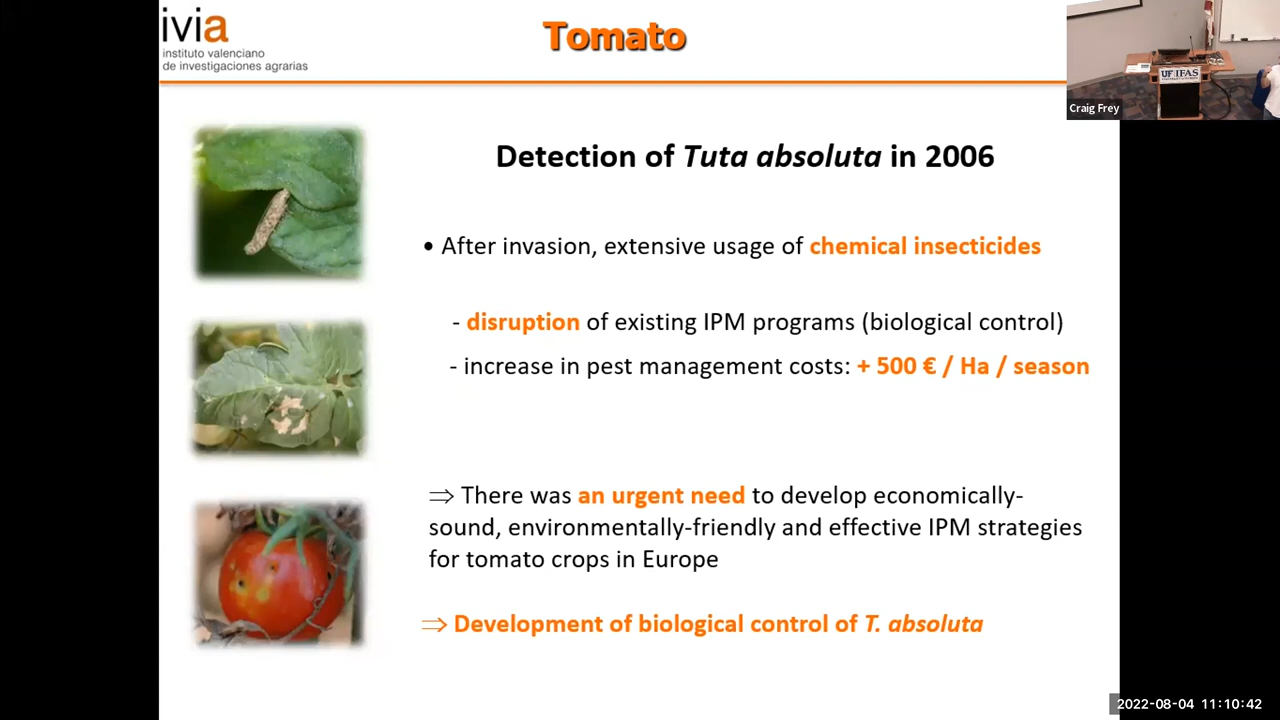 ivia
instituto valenciano
de investigaciones agrarias
Tomato
UF IFAS
Craig Frey
Detection of Tuta absoluta in 2006
• After invasion, extensive usage of chemical insecticides
- disruption of existing IPM programs (biological control)
- increase in pest management costs: + 500 € / Ha / season
⇒ There was an urgent need to develop economically-
sound, environmentally-friendly and effective IPM strategies
for tomato crops in Europe
⇒ Development of biological control of T. absoluta
2022-08-04 11:10:42